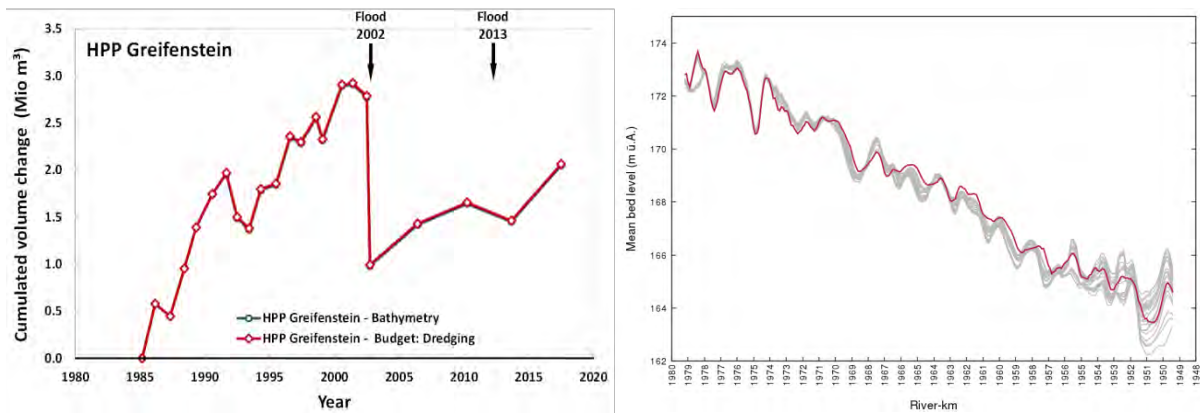 Flood
2002
Flood
2013
HPP Greifenstein
3.5
3.0
2.5
2.0
1.5
1.0
0.5
0.0
Cumulated volume change (Mio m³)
HPP Greifenstein - Bathymetry
HPP Greifenstein - Budget: Dredging
1980 1985 1990 1995 2000 2005 2010 2015 2020
Year
174
172
170
168
166
164
162
Mean bed level (m ü.A.)
1980 1979 1978 1977 1976 1975 1974 1973 1972 1971 1970 1969 1968 1967 1966 1965 1964 1963 1962 1961 1960 1959 1958 1957 1956 1955 1954 1953 1952 1951 1950 1949 1948
River-km